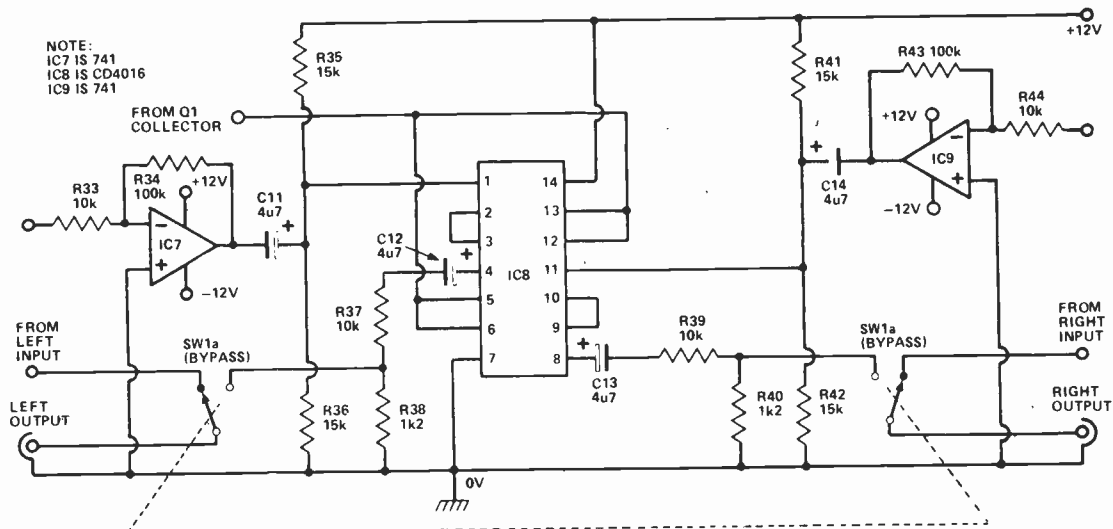 NOTE:
IC7 IS 741
IC8 IS CD4016
IC9 IS 741
FROM Q1
COLLECTOR
R35
15k
R41
15k
R43 100k
+12V
R44
10k
+12V
IC9
-12V
+
C14
4u7
R33
10k
R34
100k
+12V
IC7
-12V
C11
4u7
+
C12
4u7
+
1
2
3
4
5
6
7
14
13
12
11
10
9
8
IC8
R37
10k
R39
10k
+
C13
4u7
FROM
LEFT
INPUT
SW1a
(BYPASS)
LEFT
OUTPUT
R36
15k
R38
1k2
R40
1k2
R42
15k
SW1a
(BYPASS)
FROM
RIGHT
INPUT
RIGHT
OUTPUT
0V